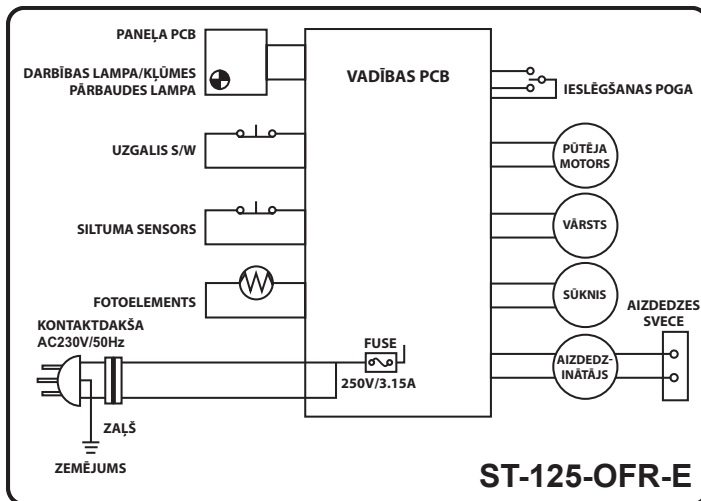 PANEĻA PCB
DARBĪBAS LAMPA/KĻŪMES
PĀRBAUDES LAMPA
VADĪBAS PCB
IESLĒGŠANAS POGA
UZGALIS S/W
PŪTĒJA
MOTORS
SILTUMA SENSORS
VĀRSTS
FOTOELEMENTS
SŪKNIS
AIZDEDZES
SVECE
KONTAKTDAKŠA
AC230V/50Hz
FUSE
250V/3.15A
AIZDEDZ-
INĀTĀJS
ZAĻŠ
ZEMĒJUMS
ST-125-OFR-E